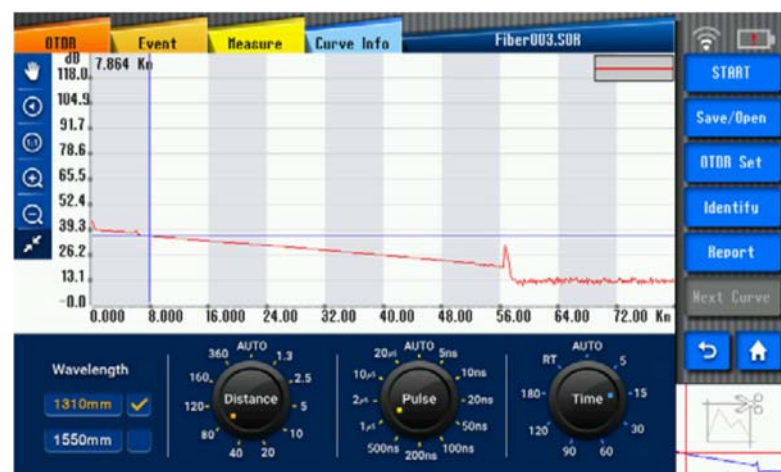 OTDR Event Measure Curve Info Fiber003.SOR
dB
7.864 Km
118.0
104.9
91.7
78.6
65.5
52.4
39.3
26.2
13.1
-0.0
0.000 8.000 16.000 24.00 32.00 40.00 48.00 56.00 64.00 72.00 Km
1:1
START
Save/Open
OTDR Set
Identifu
Report
Next Curve
Wavelength
1310mm
1550mm
Distance
AUTO
1.3
2.5
5
10
20
40
80
120
160
360
Pulse
AUTO
5ns
10ns
20ns
50ns
100ns
200ns
500ns
1μs
2μs
10μs
20μs
Time
AUTO
5
15
30
60
90
120
180
RT